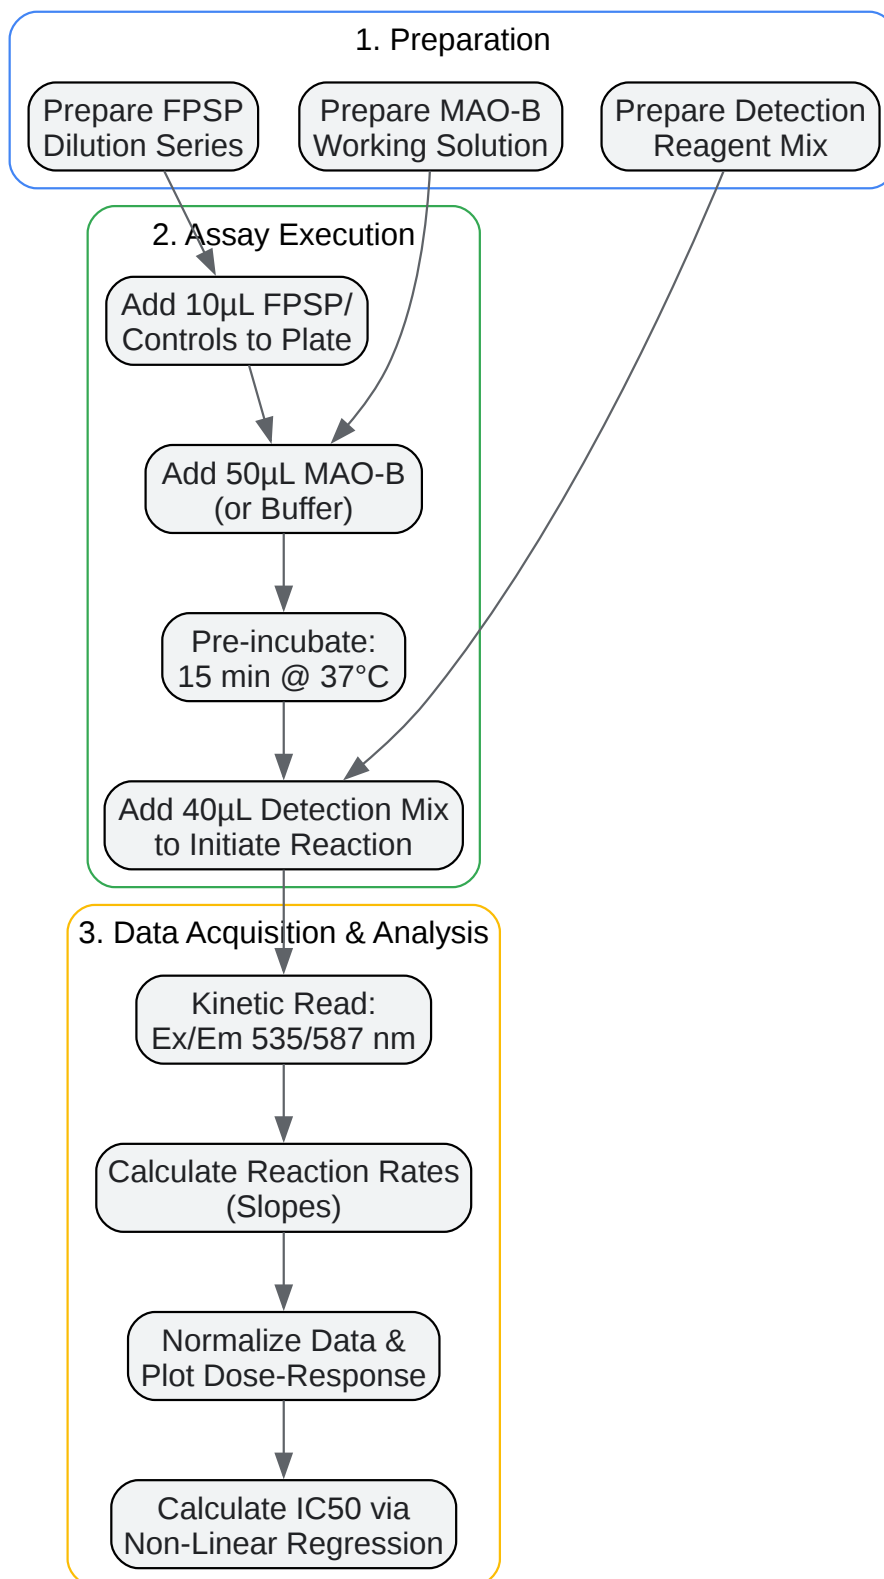 1. Preparation
Prepare FPSP
Dilution Series
Prepare MAO-B
Working Solution
Prepare Detection
Reagent Mix
2. Assay Execution
Add 10µL FPSP/
Controls to Plate
Add 50µL MAO-B
(or Buffer)
Pre-incubate:
15 min @ 37°C
Add 40µL Detection Mix
to Initiate Reaction
3. Data Acquisition & Analysis
Kinetic Read:
Ex/Em 535/587 nm
Calculate Reaction Rates
(Slopes)
Normalize Data &
Plot Dose-Response
Calculate IC50 via
Non-Linear Regression